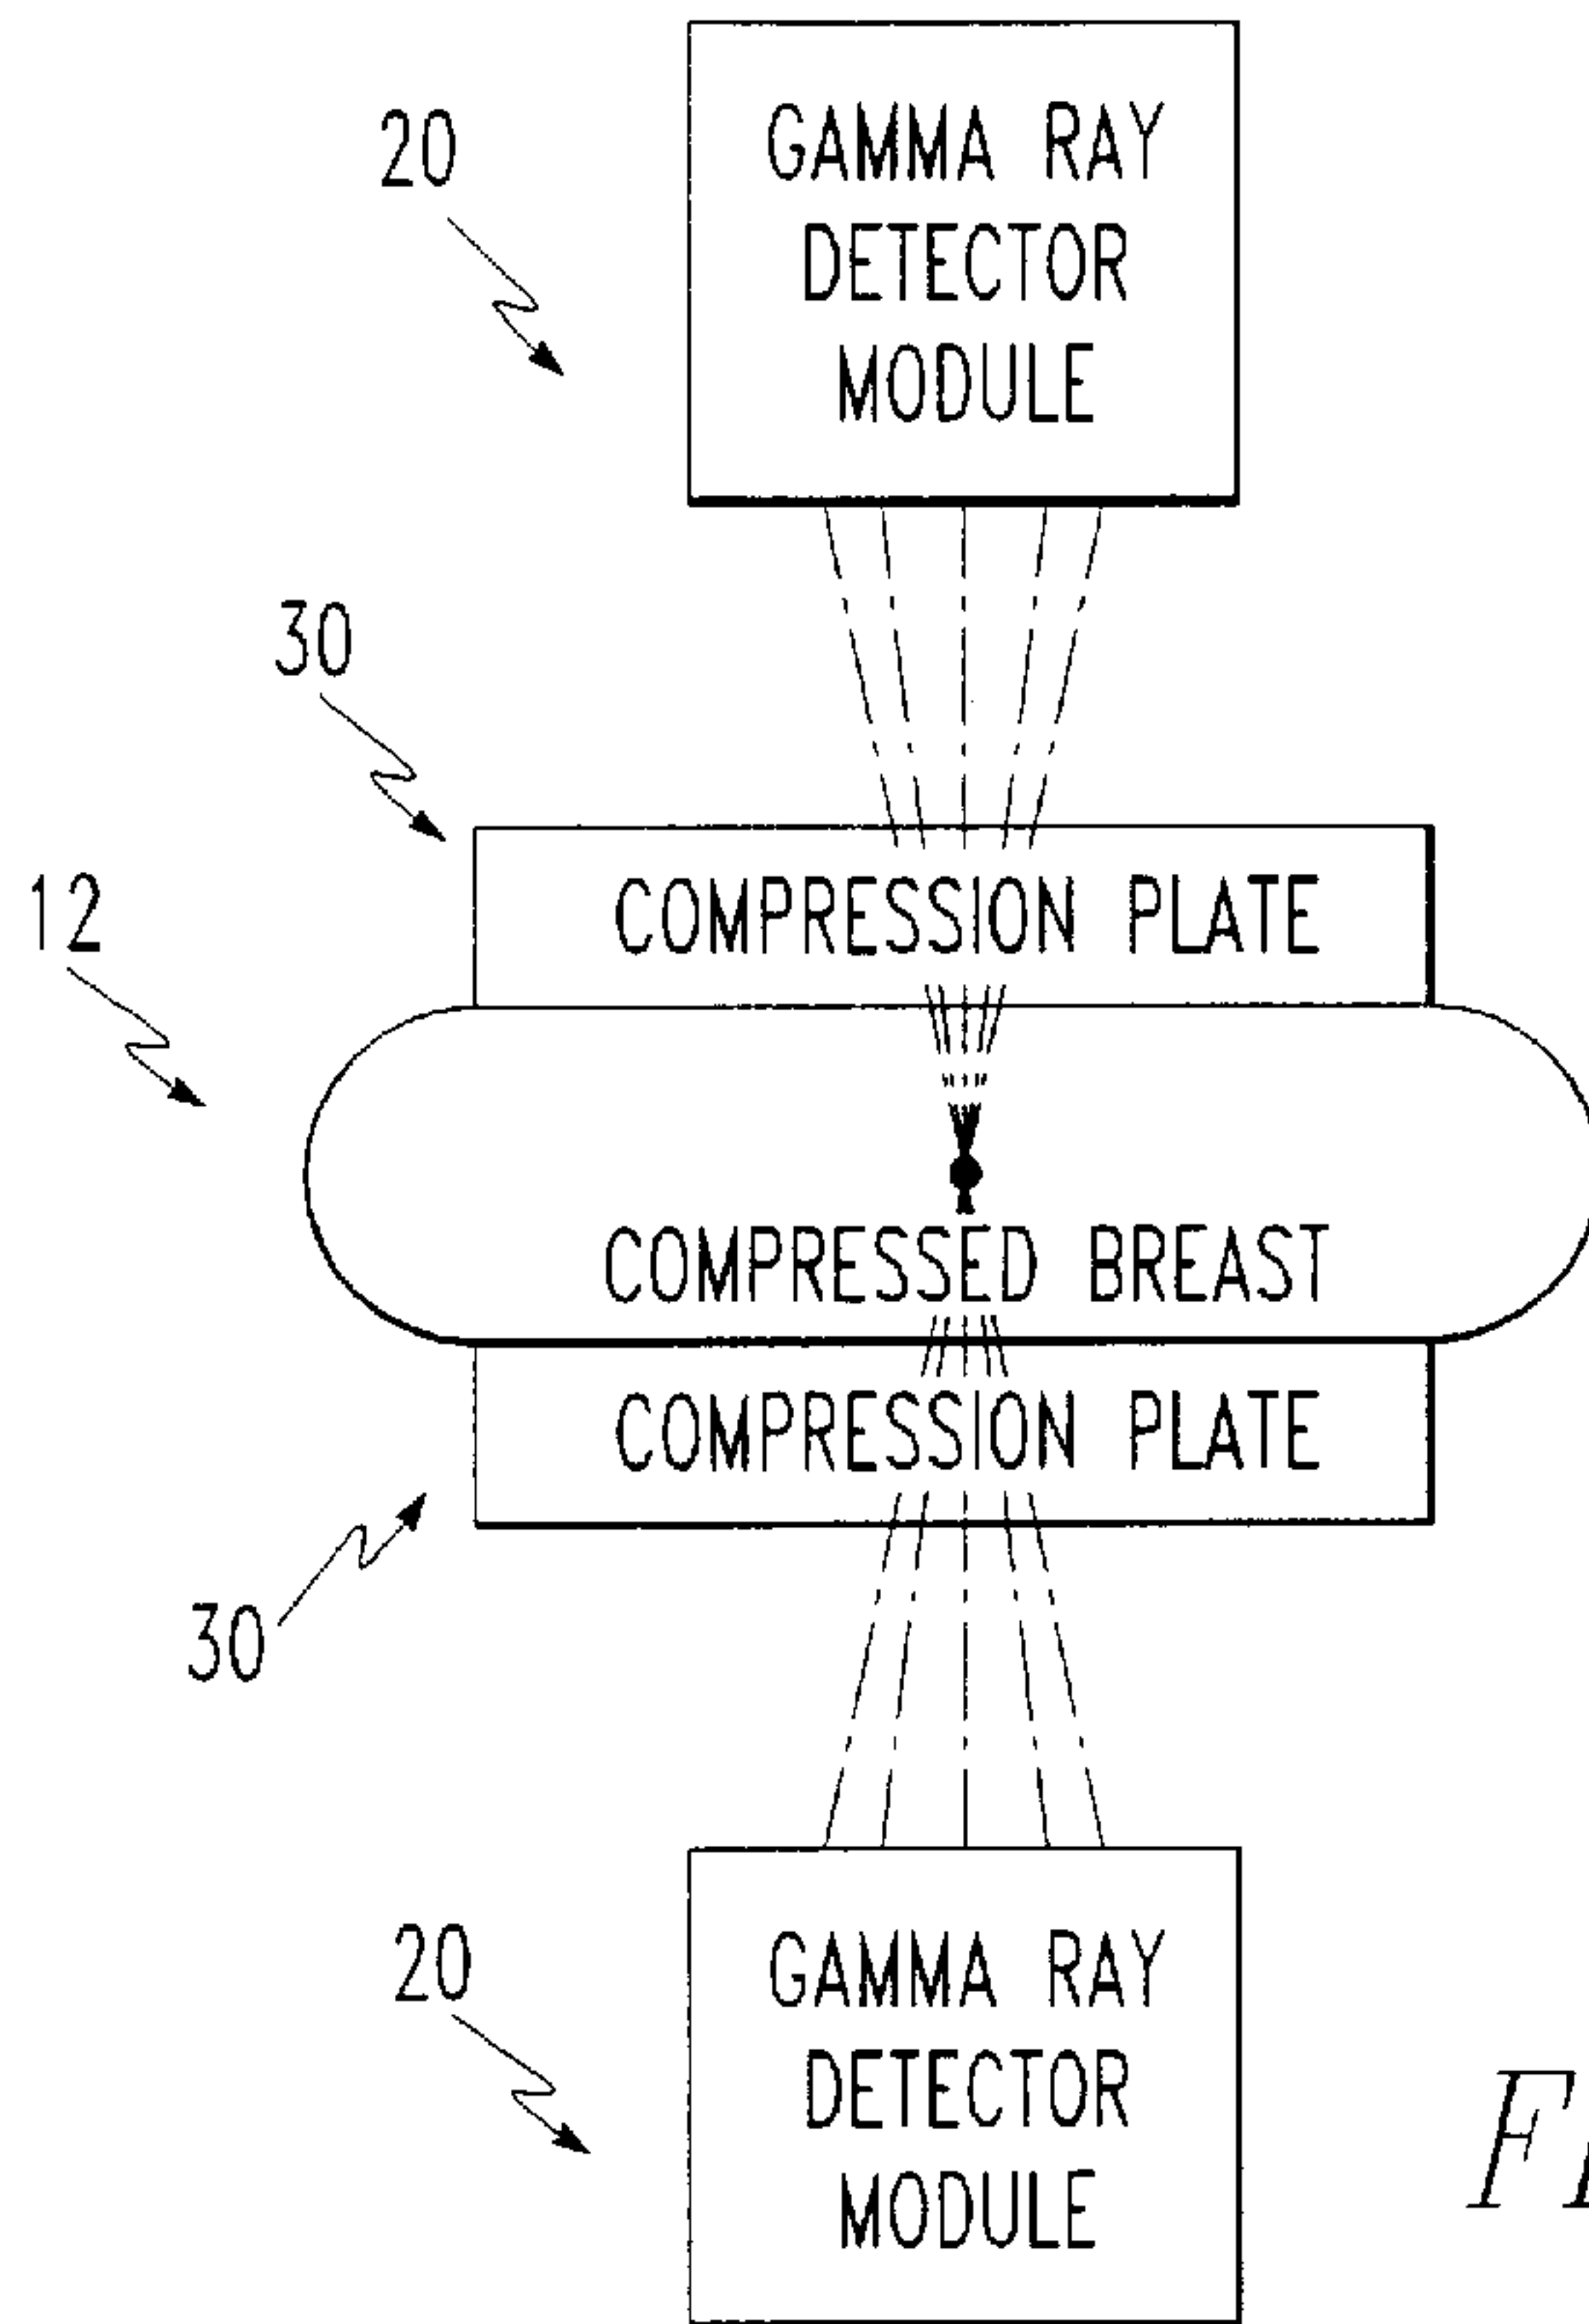 20
GAMMA RAY
DETECTOR
MODULE
30
COMPRESSION PLATE
12
COMPRESSED BREAST
COMPRESSION PLATE
30
20
GAMMA RAY
DETECTOR
MODULE